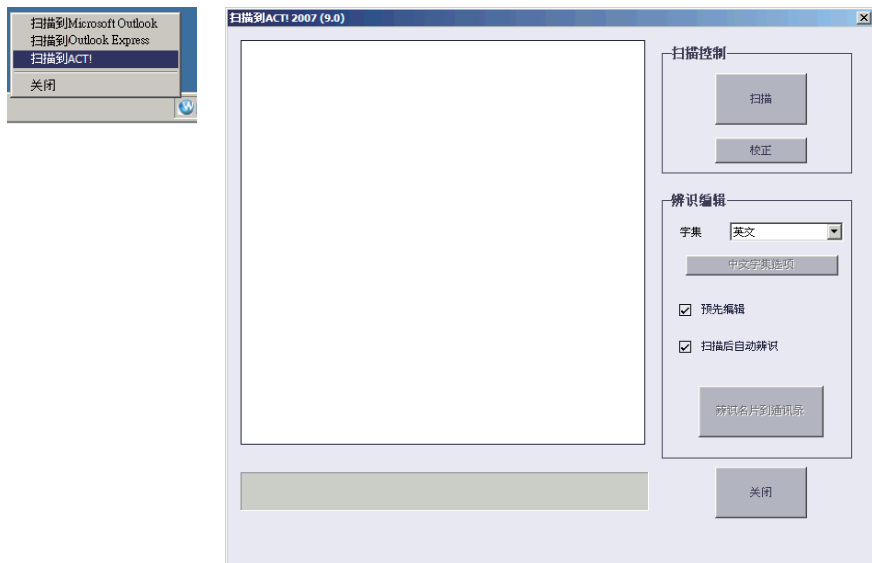 扫描到Microsoft Outlook
扫描到Outlook Express
扫描到ACT!
关闭
W
扫描到ACT! 2007 (9.0)
扫描控制
扫描
校正
辨识编辑
字集 英文
中文字集选项
预先编辑
扫描后自动辨识
辨识名片到通讯录
关闭